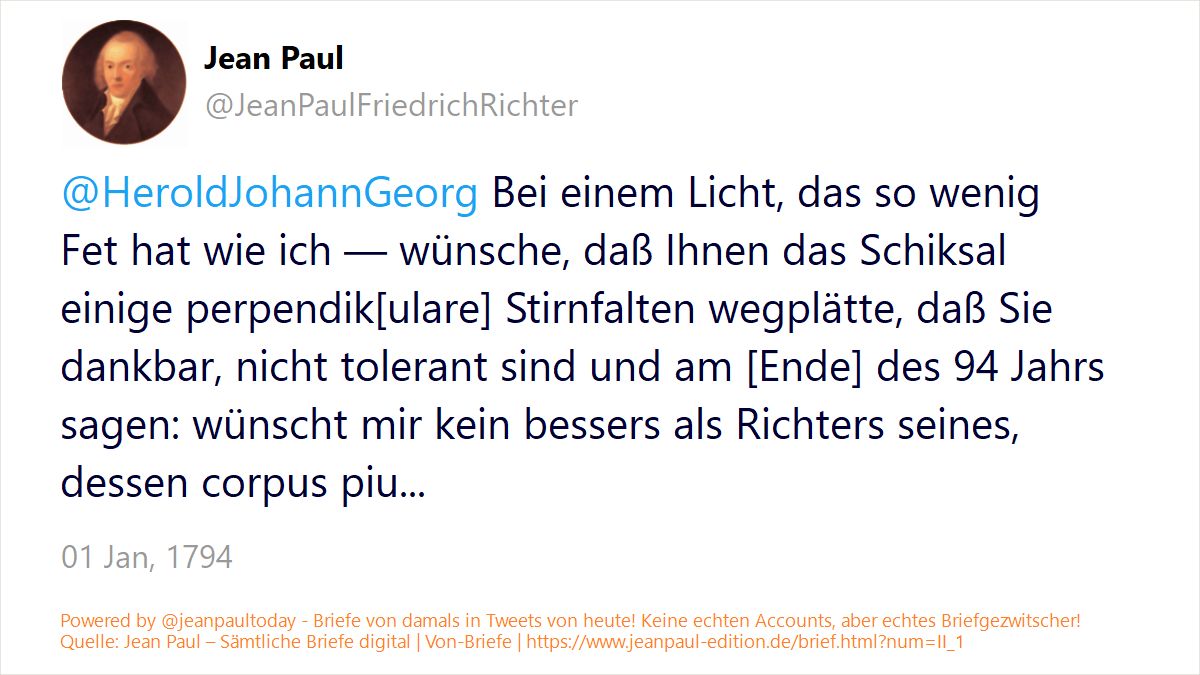 Jean Paul
@JeanPaulFriedrichRichter
@HeroldJohannGeorg Bei einem Licht, das so wenig
Fet hat wie ich — wünsche, daß Ihnen das Schiksal
einige perpendik[ulare] Stirnfalten wegplätte, daß Sie
dankbar, nicht tolerant sind und am [Ende] des 94 Jahrs
sagen: wünscht mir kein bessers als Richters seines,
dessen corpus piu...
01 Jan, 1794
Powered by @jeanpaultoday - Briefe von damals in Tweets von heute! Keine echten Accounts, aber echtes Briefgezwitscher!
Quelle: Jean Paul – Sämtliche Briefe digital | Von-Briefe | https://www.jeanpaul-edition.de/brief.html?num=II_1